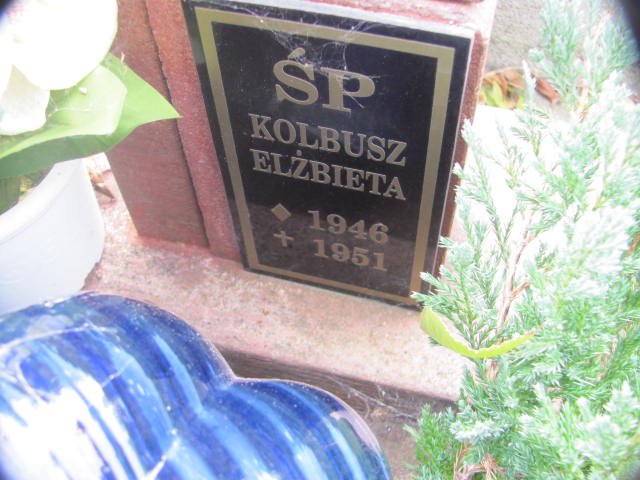 ŚP
KOLBUSZ
ELŻBIETA
◆ 1946
+ 1951